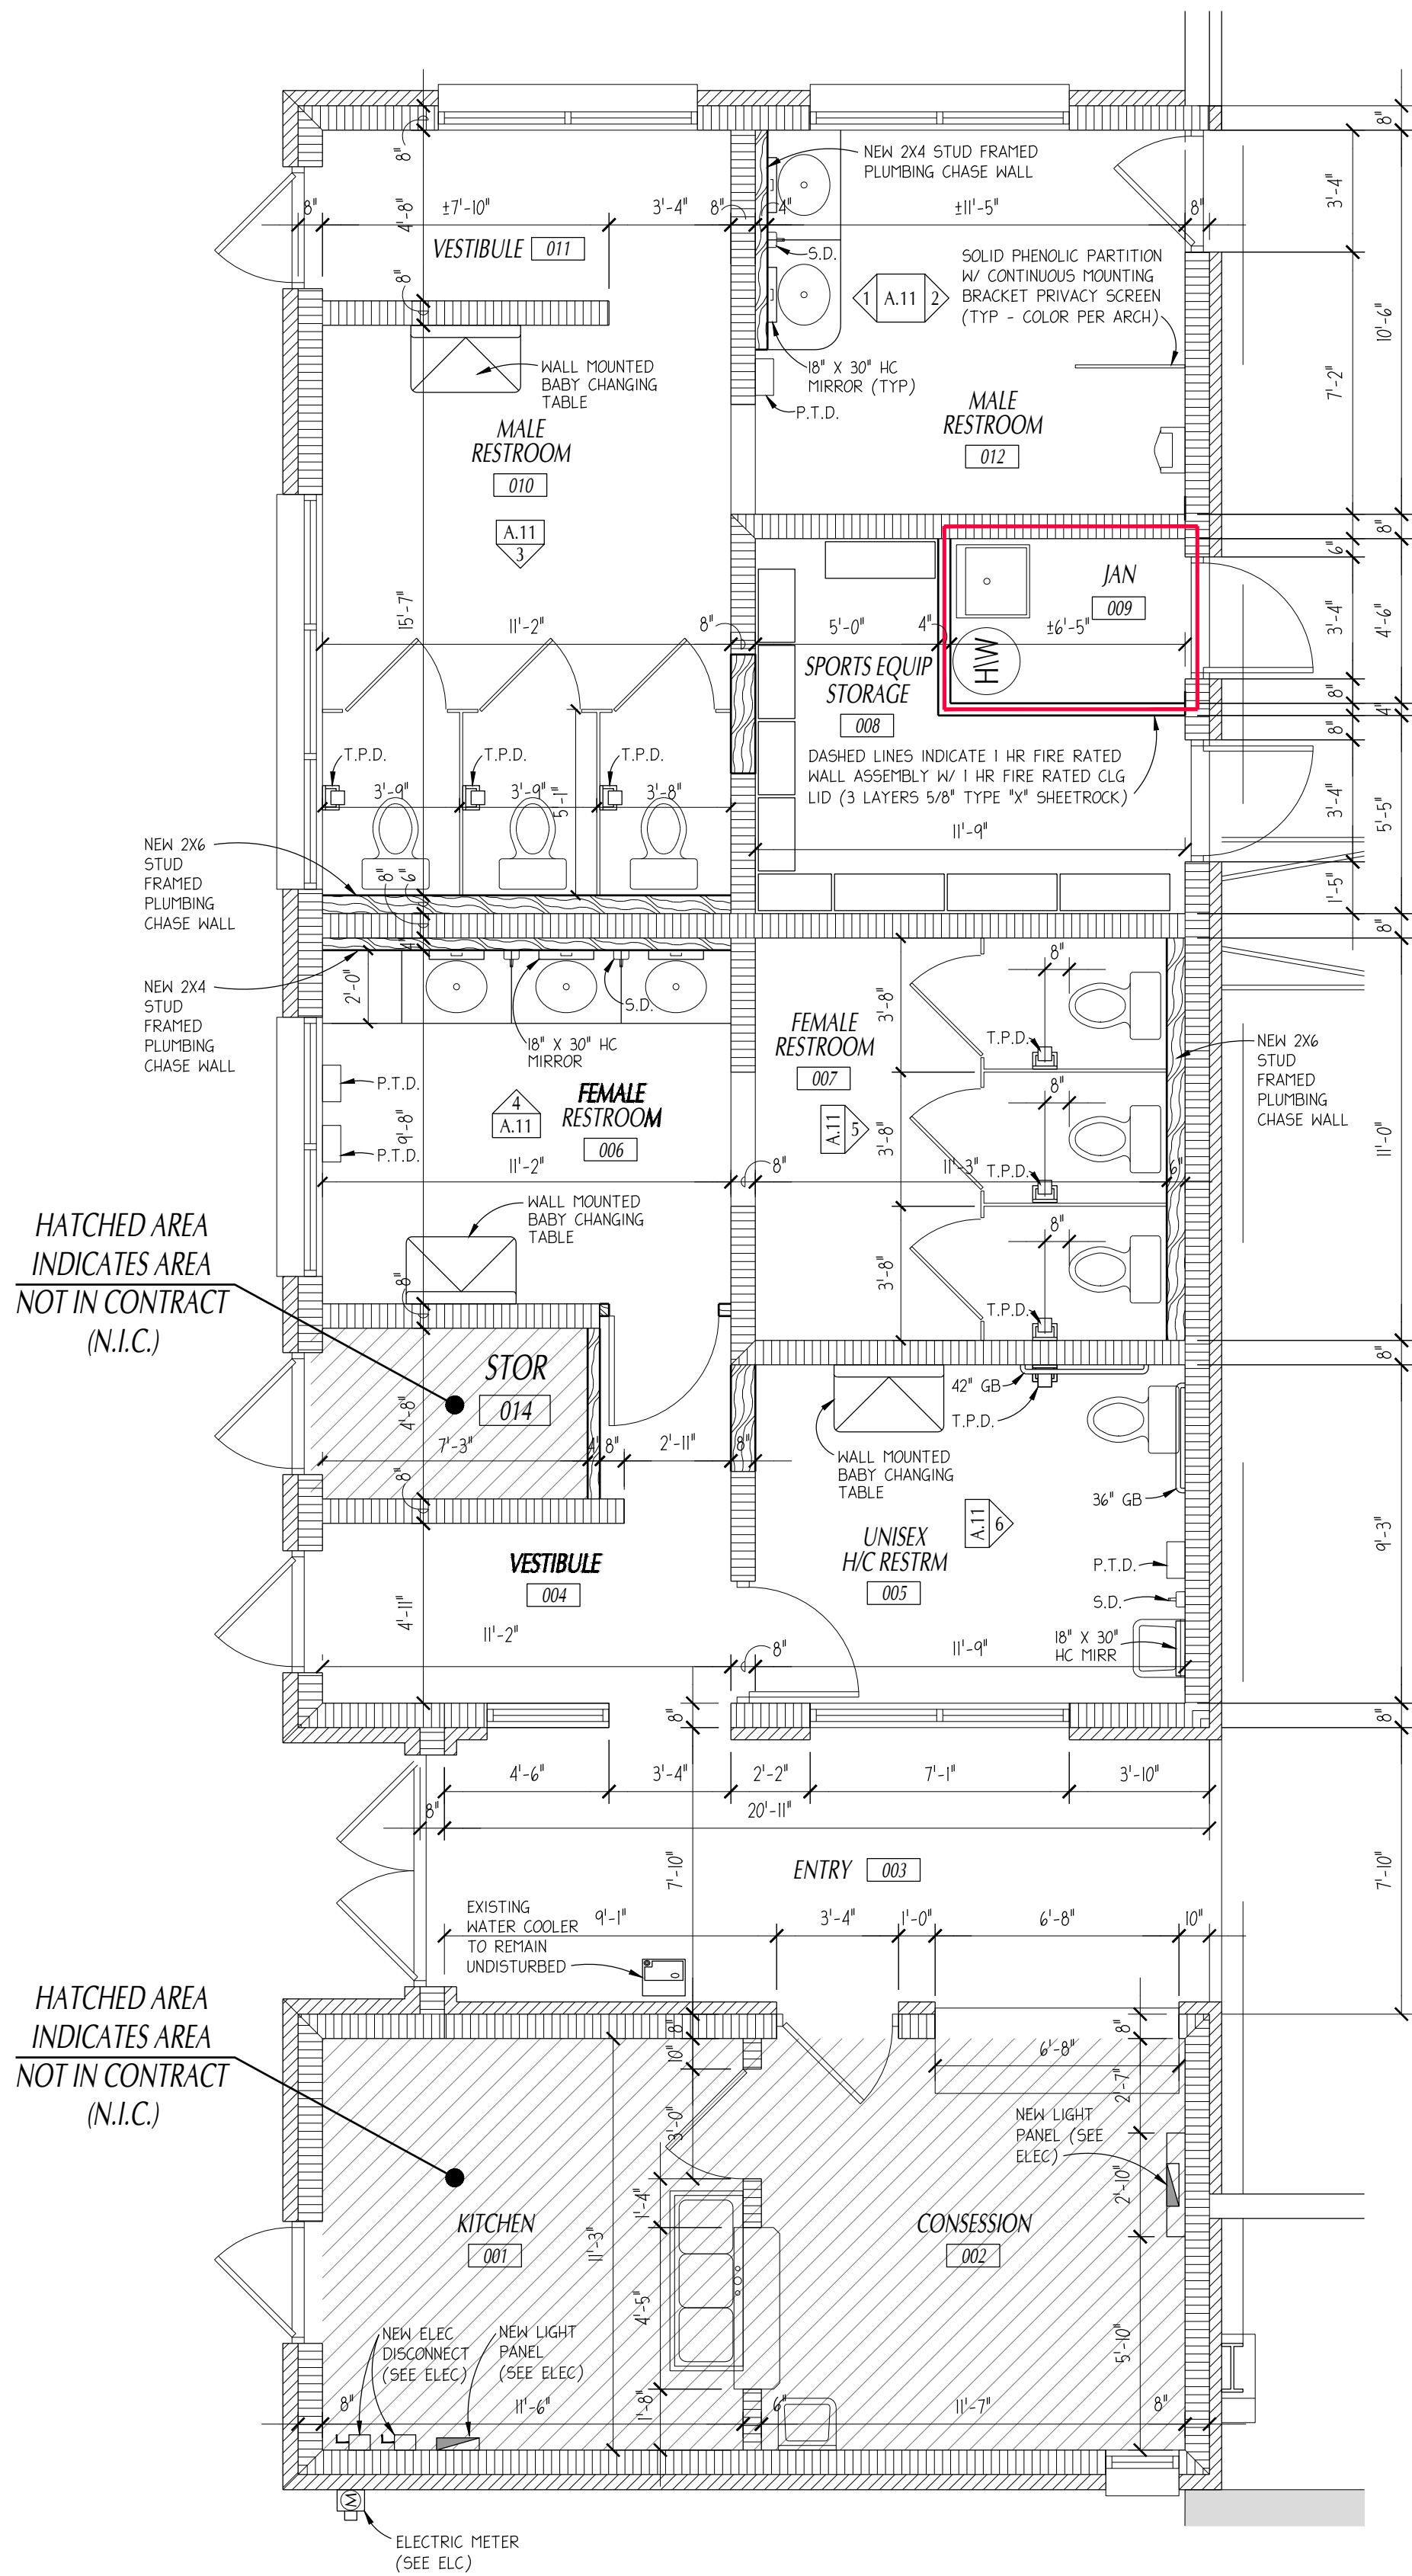 8"
8"
NEW 2X4 STUD FRAMED
PLUMBING CHASE WALL
3'-4"
8"
±7'-10"
4'-8"
3'-4"
8"
4"
±11'-5"
8"
VESTIBULE 011
S.D.
SOLID PHENOLIC PARTITION
W/ CONTINUOUS MOUNTING
BRACKET PRIVACY SCREEN
(TYP - COLOR PER ARCH)
1 A.11 2
8"
10'-6"
WALL MOUNTED
BABY CHANGING
TABLE
18" X 30" HC
MIRROR (TYP)
P.T.D.
7'-2"
MALE
RESTROOM
010
MALE
RESTROOM
012
A.11
3
8"
6"
JAN
009
15'-7"
11'-2"
8"
5'-0"
4"
±6'-5"
3'-4"
4'-6"
H\W
SPORTS EQUIP
STORAGE
008
8"
4"
8"
T.P.D.
T.P.D.
T.P.D.
DASHED LINES INDICATE 1 HR FIRE RATED
WALL ASSEMBLY W/ 1 HR FIRE RATED CLG
LID (3 LAYERS 5/8" TYPE "X" SHEETROCK)
3'-9"
3'-9"
5'-1"
3'-8"
11'-9"
3'-4"
5'-5"
NEW 2X6
STUD
FRAMED
PLUMBING
CHASE WALL
8"
6"
1'-5"
8"
4"
NEW 2X4
STUD
FRAMED
PLUMBING
CHASE WALL
2'-0"
S.D.
18" X 30" HC
MIRROR
8"
3'-8"
FEMALE
RESTROOM
007
T.P.D.
NEW 2X6
STUD
FRAMED
PLUMBING
CHASE WALL
P.T.D.
P.T.D.
9'-8"
4
A.11
FEMALE
RESTROOM
006
A.11 5
8"
3'-8"
11'-0"
11'-2"
8"
11'-3"
T.P.D.
6"
WALL MOUNTED
BABY CHANGING
TABLE
8"
3'-8"
T.P.D.
HATCHED AREA
INDICATES AREA
NOT IN CONTRACT
(N.I.C.)
8"
8"
STOR
014
42" GB
T.P.D.
4'-8"
7'-3"
4"
8"
2'-11"
8"
WALL MOUNTED
BABY CHANGING
TABLE
8"
36" GB
A.11 6
9'-3"
VESTIBULE
004
UNISEX
H/C RESTRM
005
P.T.D.
S.D.
4'-11"
11'-2"
8"
11'-9"
18" X 30"
HC MIRR
8"
8"
4'-6"
3'-4"
2'-2"
7'-1"
3'-10"
8"
20'-11"
7'-10"
ENTRY 003
7'-10"
EXISTING
WATER COOLER
TO REMAIN
UNDISTURBED
9'-1"
3'-4"
1'-0"
6'-8"
10"
HATCHED AREA
INDICATES AREA
NOT IN CONTRACT
(N.I.C.)
8"
10"
8"
6'-8"
2'-7"
3'-0"
NEW LIGHT
PANEL (SEE
ELEC)
2'-10"
1'-4"
KITCHEN
001
11'-3"
CONSESSION
002
4'-5"
NEW ELEC
DISCONNECT
(SEE ELEC)
NEW LIGHT
PANEL
(SEE ELEC)
5'-10"
8"
11'-6"
1'-8"
6"
11'-7"
8"
M
ELECTRIC METER
(SEE ELC)